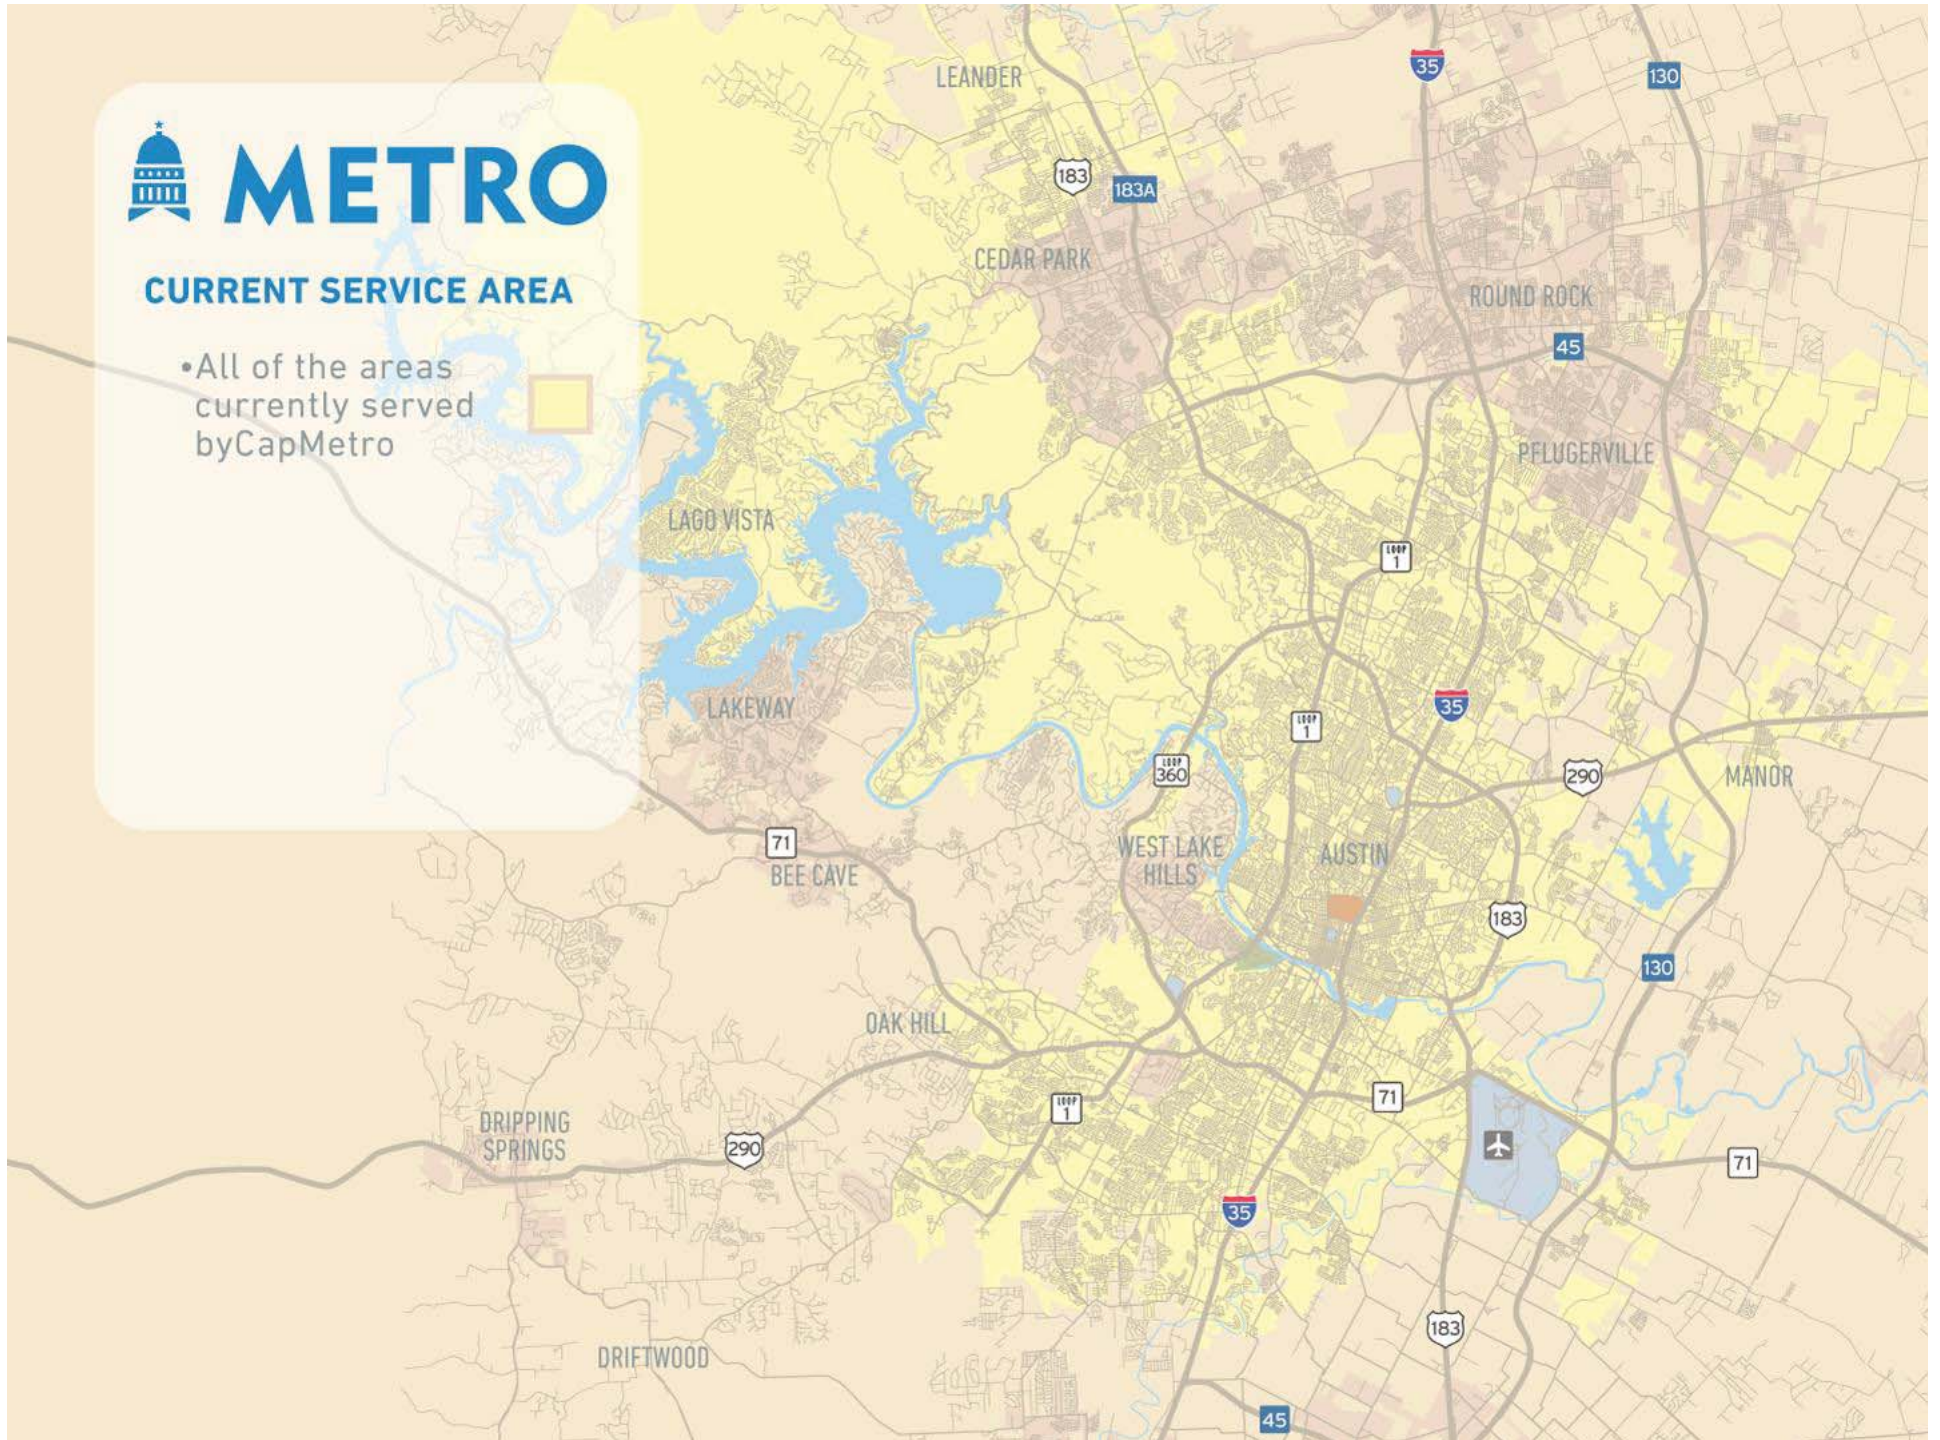 METRO
CURRENT SERVICE AREA
•All of the areas
currently served
byCapMetro
LEANDER
35
130
183
183A
CEDAR PARK
ROUND ROCK
45
PFLUGERVILLE
LAGO VISTA
LOOP
1
LAKEWAY
35
LOOP
1
LOOP
360
290
MANOR
71
BEE CAVE
WEST LAKE
HILLS
AUSTIN
183
130
OAK HILL
LOOP
1
71
DRIPPING
SPRINGS
290
71
35
183
DRIFTWOOD
45